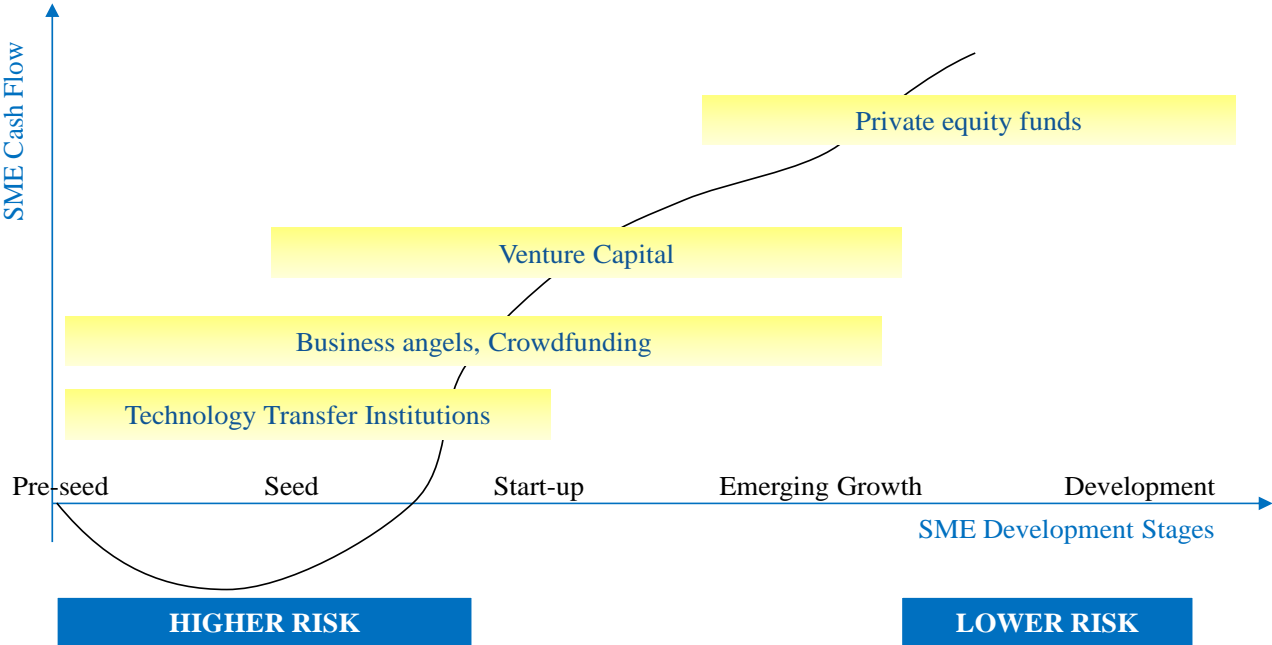 SME Cash Flow
Private equity funds
Venture Capital
Business angels, Crowdfunding
Technology Transfer Institutions
Pre-seed Seed Start-up Emerging Growth Development
SME Development Stages
HIGHER RISK LOWER RISK